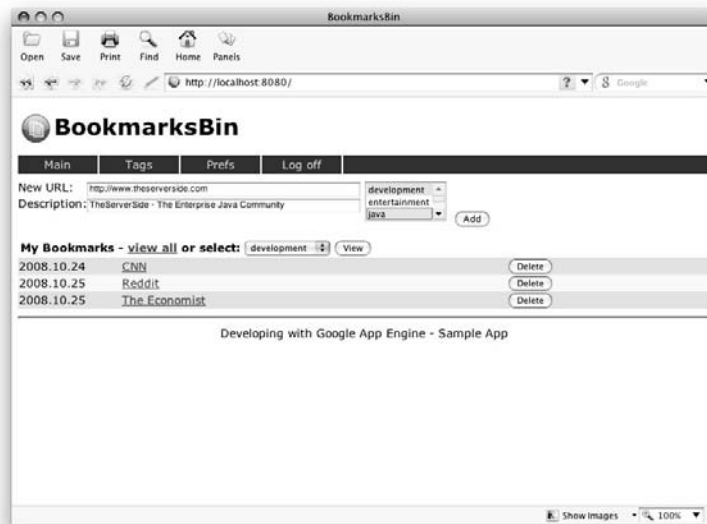 BookmarksBin
Open Save Print Find Home Panels
http://localhost:8080/ ? Google
BookmarksBin
Main Tags Prefs Log off
New URL: http://www.theserverside.com
Description: TheServerSide - The Enterprise Java Community
development
entertainment
java
Add
My Bookmarks - view all or select: development View
2008.10.24 CNN Delete
2008.10.25 Reddit Delete
2008.10.25 The Economist Delete
Developing with Google App Engine - Sample App
Show Images 100%